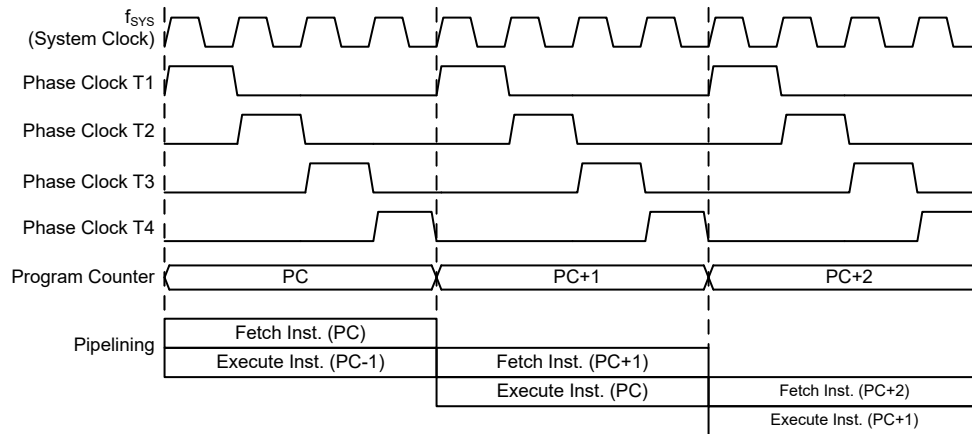 fSYS
(System Clock)
Phase Clock T1
Phase Clock T2
Phase Clock T3
Phase Clock T4
Program Counter PC PC+1 PC+2
Pipelining
Fetch Inst. (PC)
Execute Inst. (PC-1) Fetch Inst. (PC+1)
Execute Inst. (PC) Fetch Inst. (PC+2)
Execute Inst. (PC+1)